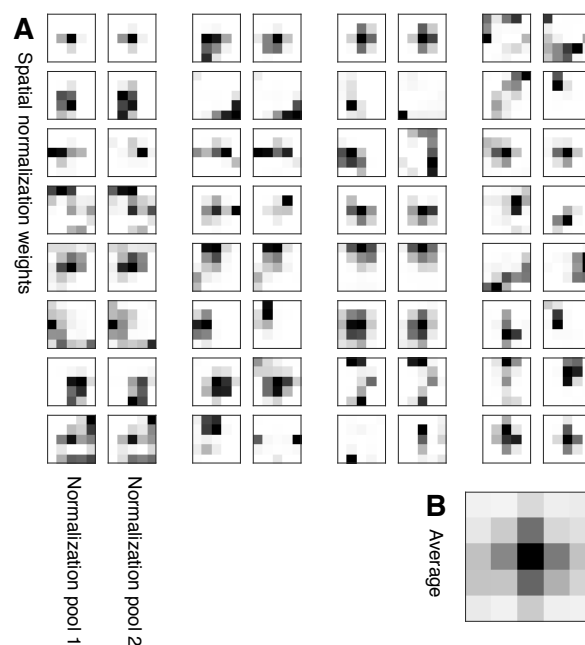 A
Spatial normalization weights
Normalization pool 1
Normalization pool 2
B
Average